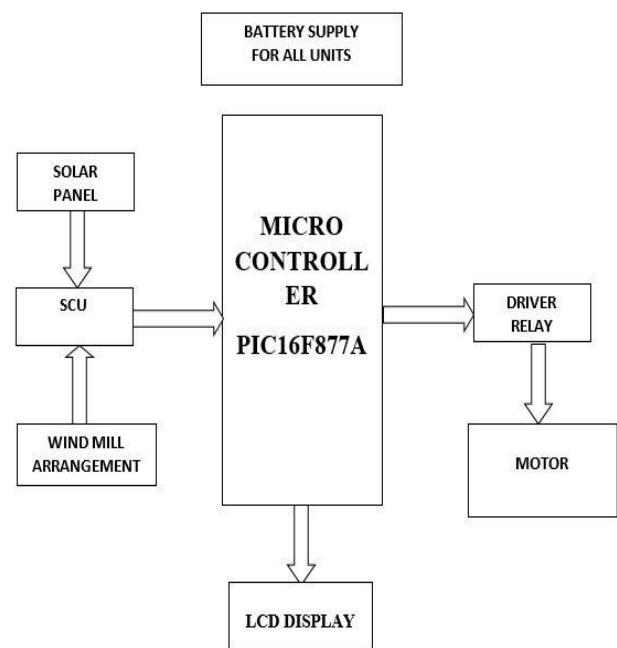 BATTERY SUPPLY
FOR ALL UNITS
SOLAR
PANEL
MICRO
CONTROLL
ER
PIC16F877A
SCU
DRIVER
RELAY
WIND MILL
ARRANGEMENT
MOTOR
LCD DISPLAY